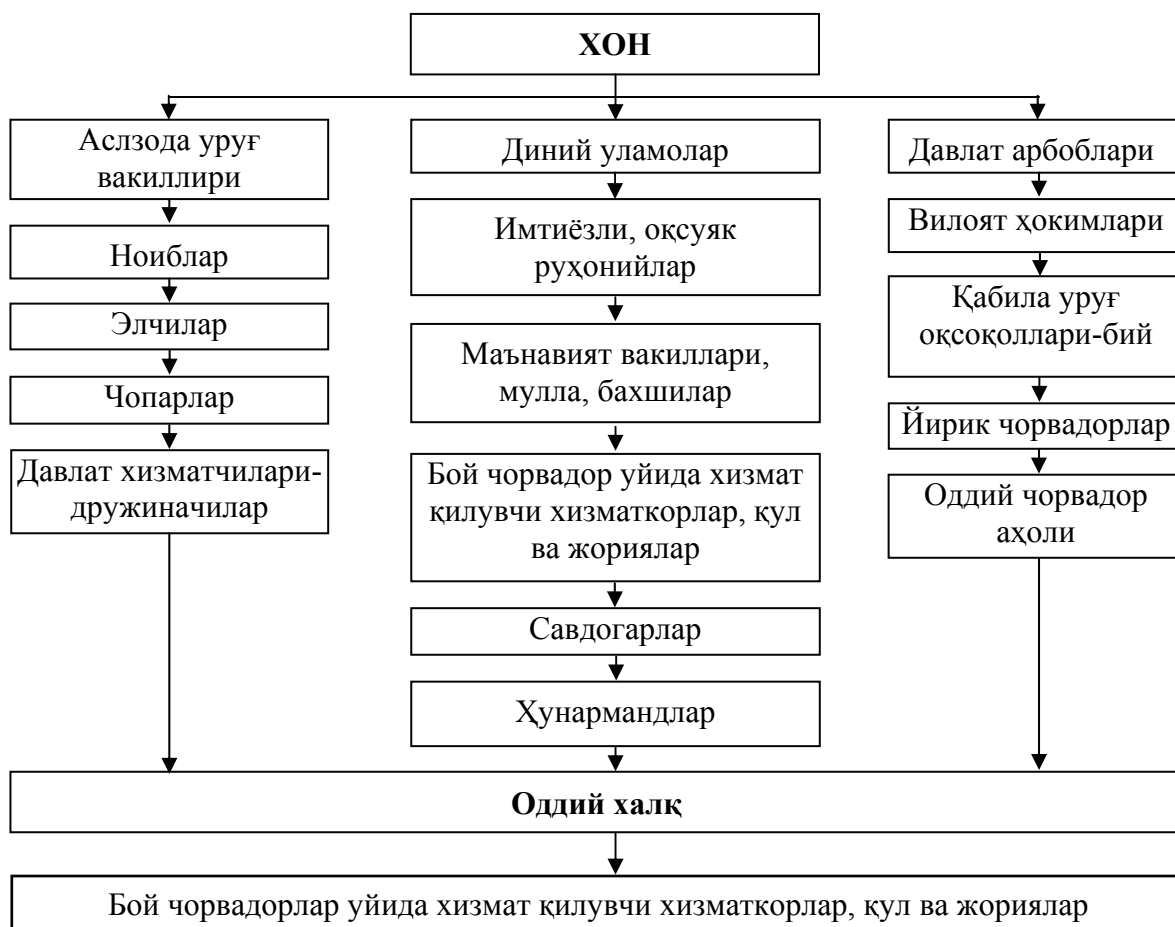 ХОН
Аслзода уруғ
вакиллири
Ноиблар
Элчилар
Чопарлар
Давлат хизматчилари-
дружиначилар
Диний уламолар
Имтиёзли, оқсуяк
руҳонийлар
Маънавият вакиллари,
мулла, бахшилар
Бой чорвадор уйида хизмат
қилувчи хизматкорлар, қул
ва жориялар
Савдогарлар
Ҳунармандлар
Давлат арбоблари
Вилоят ҳокимлари
Қабила уруғ
оқсоқоллари-бий
Йирик чорвадорлар
Оддий чорвадор
аҳоли
Оддий халқ
Бой чорвадорлар уйида хизмат қилувчи хизматкорлар, қул ва жориялар